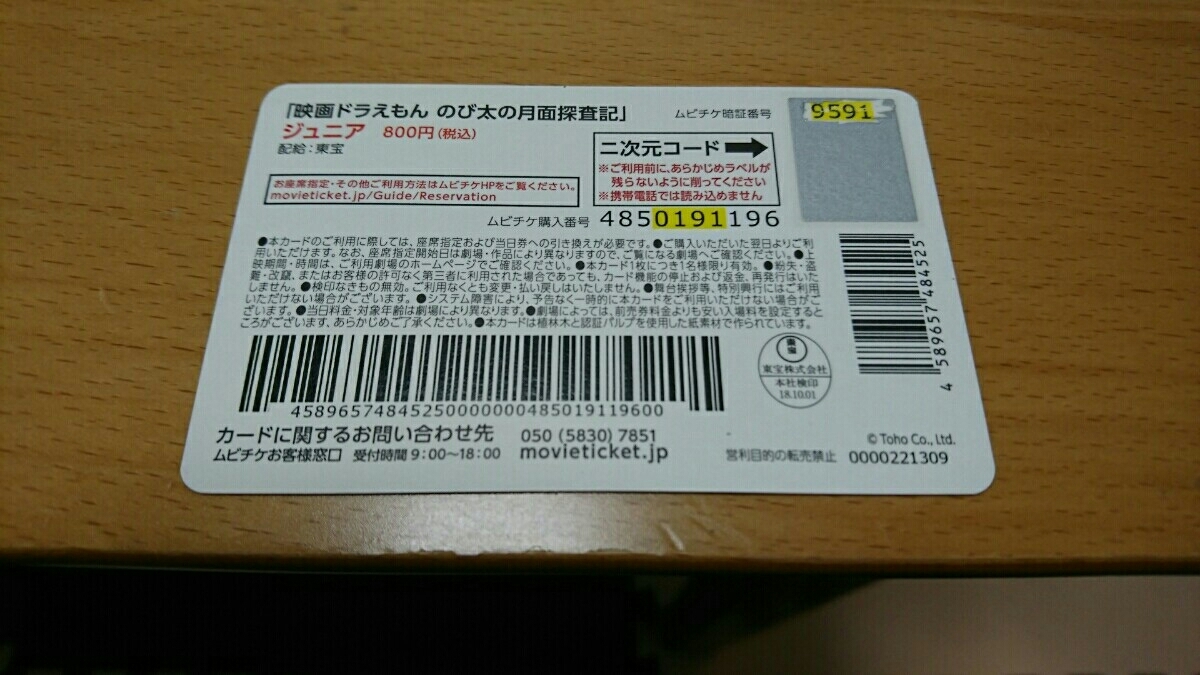 「映画ドラえもん のび太の月面探査記」
ムビチケ暗証番号
9591
ジュニア 800円(税込)
配給:東宝
二次元コード
※ご利用前に、あらかじめラベルが
残らないように削ってください
※携帯電話では読み込めません
お座席指定・その他ご利用方法はムビチケHPをご覧ください。
movieticket.jp/Guide/Reservation
ムビチケ購入番号 4850191196
●本カードのご利用に際しては、座席指定および当日券への引き換えが必要です。●ご購入いただいた翌日よりご利
用いただけます。なお、座席指定開始日は劇場・作品により異なりますので、ご覧になる劇場へご確認ください。●上
映期間・時間は、ご利用劇場のホームページでご確認ください。●本カード1枚につき1名様限り有効。●紛失・盗
難・改竄、またはお客様の許可なく第三者に利用された場合であっても、カード機能の停止および返金、再発行はいた
しません。●検印なきもの無効。ご利用なくとも変更・払い戻しはいたしません。●舞台挨拶等、特別興行にはご利用
いただけない場合がございます。●システム障害により、予告なく一時的に本カードをご利用いただけない場合がござ
います。●当日料金・対象年齢は劇場により異なります。●劇場によっては、前売券料金よりも安い入場料を設定すると
ころがございます、あらかじめご了承ください。●本カードは植林木と認証パルプを使用した紙素材で作られています。
4589657484525
45896574845250000000485019119600
東宝
東宝株式会社
本社検印
18.10.01
カードに関するお問い合わせ先 050 (5830) 7851
ムビチケお客様窓口 受付時間 9:00~18:00 movieticket.jp
© Toho Co., Ltd.
営利目的の転売禁止 0000221309